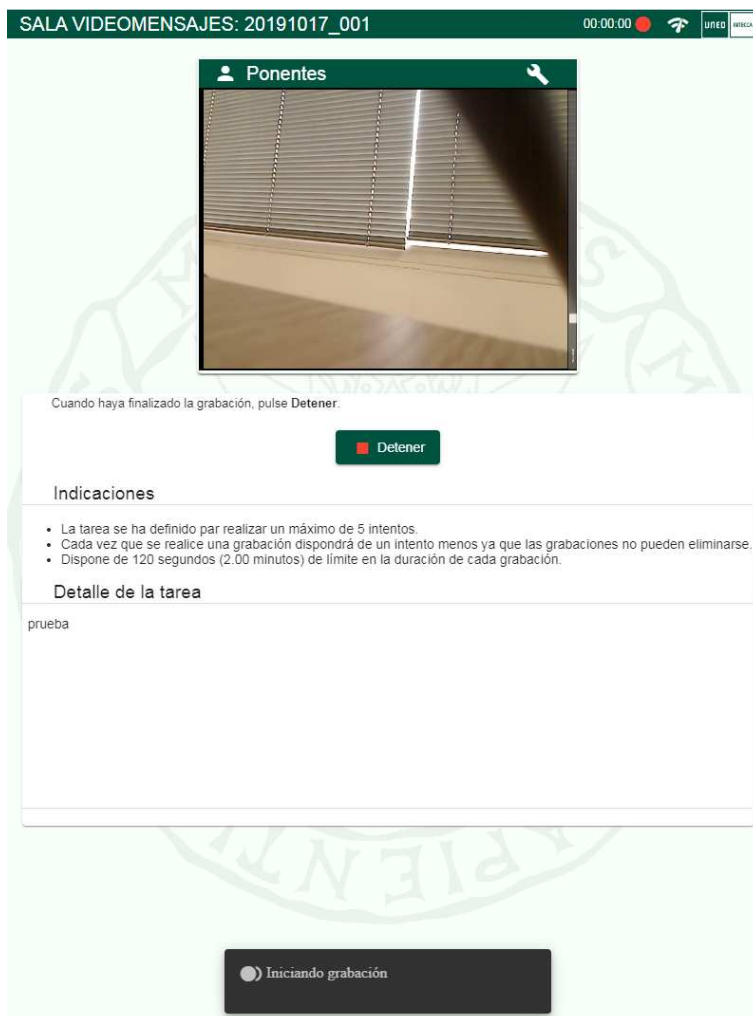 SALA VIDEOMENSAJES: 20191017_001 00:00:00 UNED INTECCA
Ponentes
Cuando haya finalizado la grabación, pulse Detener.
Detener
Indicaciones
La tarea se ha definido par realizar un máximo de 5 intentos.
Cada vez que se realice una grabación dispondrá de un intento menos ya que las grabaciones no pueden eliminarse.
Dispone de 120 segundos (2.00 minutos) de límite en la duración de cada grabación.
Detalle de la tarea
prueba
Iniciando grabación